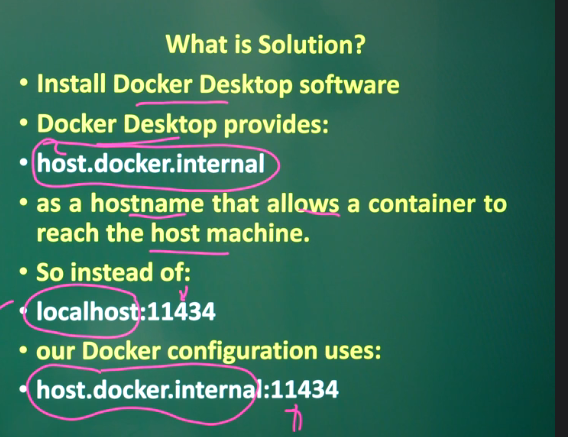 What is Solution?
• Install Docker Desktop software
• Docker Desktop provides:
• host.docker.internal
• as a hostname that allows a container to
reach the host machine.
• So instead of:
• localhost:11434
• our Docker configuration uses:
• host.docker.internal:11434